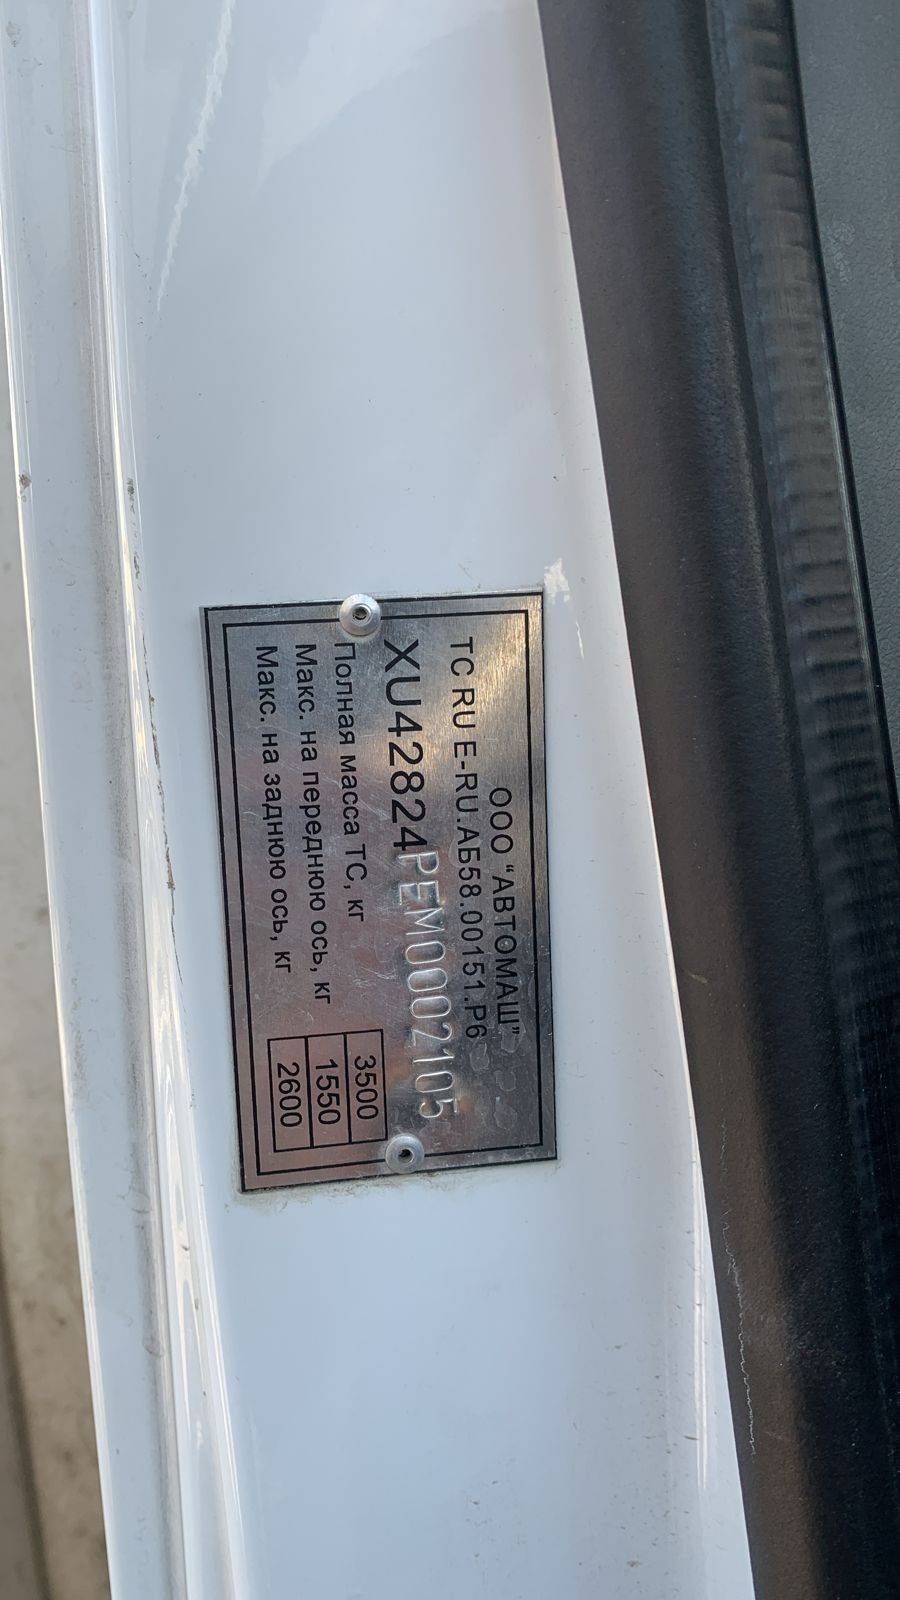 ООО "АВТОМАШ"
ТС RU E-RU.АБ58.00151.Р6
XU42824PEM0002105
Полная масса ТС, кг 3500
Макс. на переднюю ось, кг 1550
Макс. на заднюю ось, кг 2600